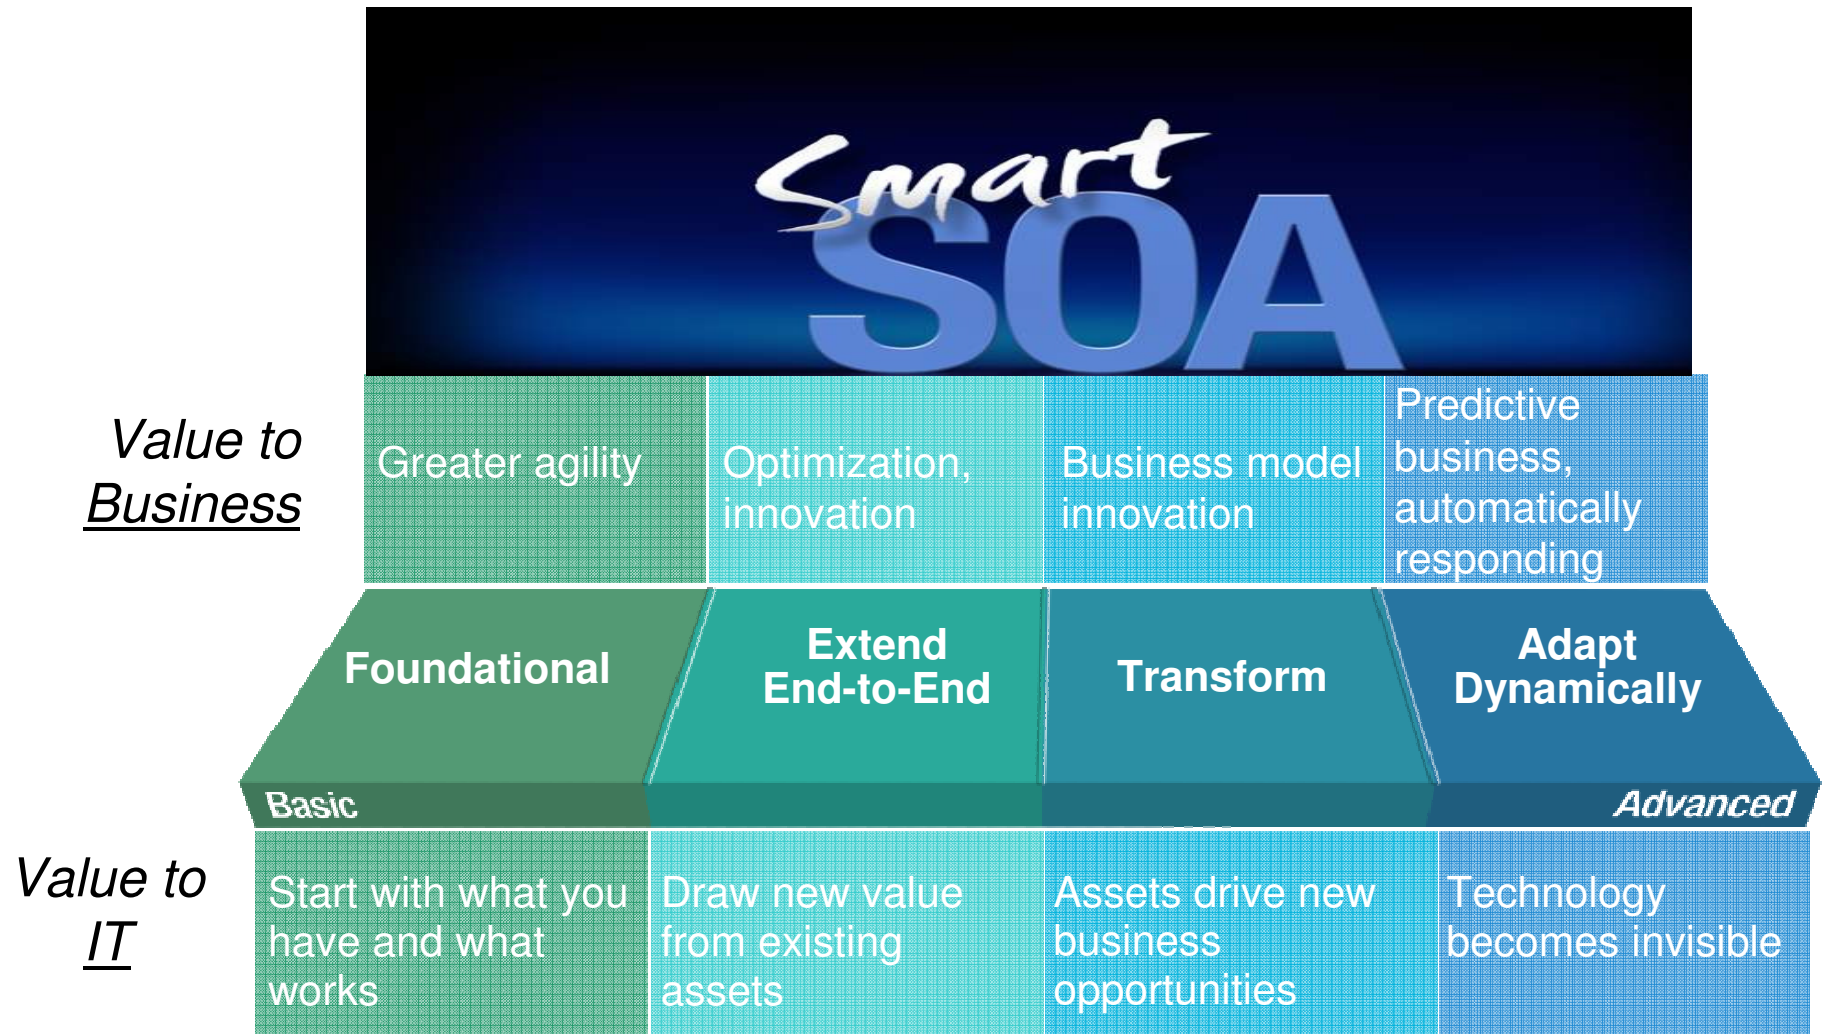 Smart
SOA
Value to
Business
Greater agility
Optimization,
innovation
Business model
innovation
Predictive
business,
automatically
responding
Foundational
Extend
End-to-End
Transform
Adapt
Dynamically
Basic
Advanced
Value to
IT
Start with what you
have and what
works
Draw new value
from existing
assets
Assets drive new
business
opportunities
Technology
becomes invisible